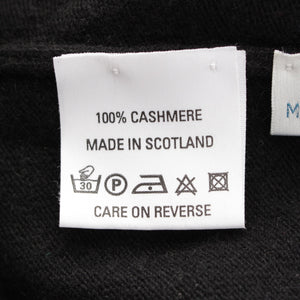 100% CASHMERE
MADE IN SCOTLAND
30 P
CARE ON REVERSE
M